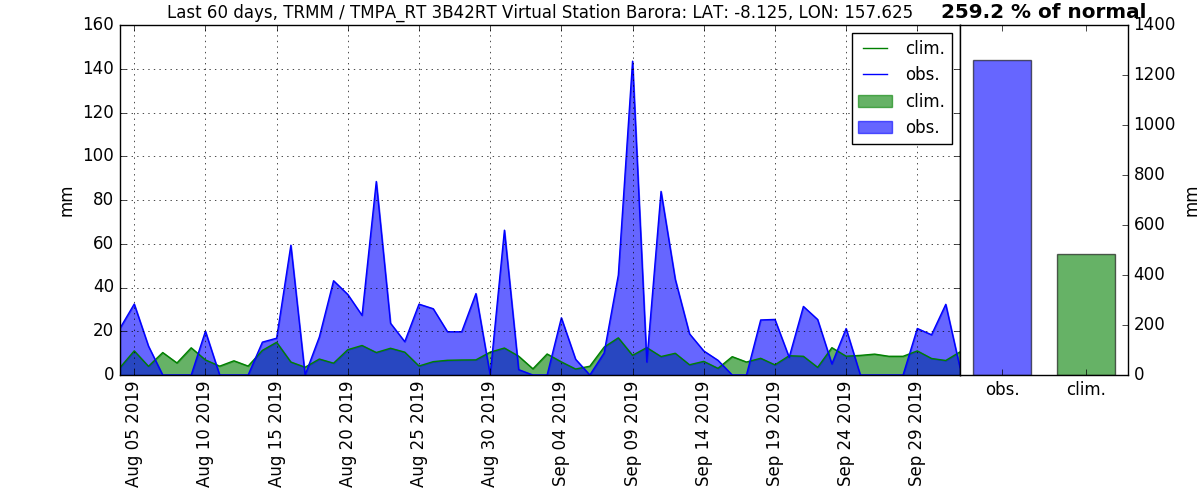 Last 60 days, TRMM / TMPA_RT 3B42RT Virtual Station Barora: LAT: -8.125, LON: 157.625
259.2 % of normal
160
140
120
100
80
60
40
20
0
mm
clim.
obs.
clim.
obs.
1400
1200
1000
800
600
400
200
0
mm
obs.
clim.
Aug 05 2019
Aug 10 2019
Aug 15 2019
Aug 20 2019
Aug 25 2019
Aug 30 2019
Sep 04 2019
Sep 09 2019
Sep 14 2019
Sep 19 2019
Sep 24 2019
Sep 29 2019